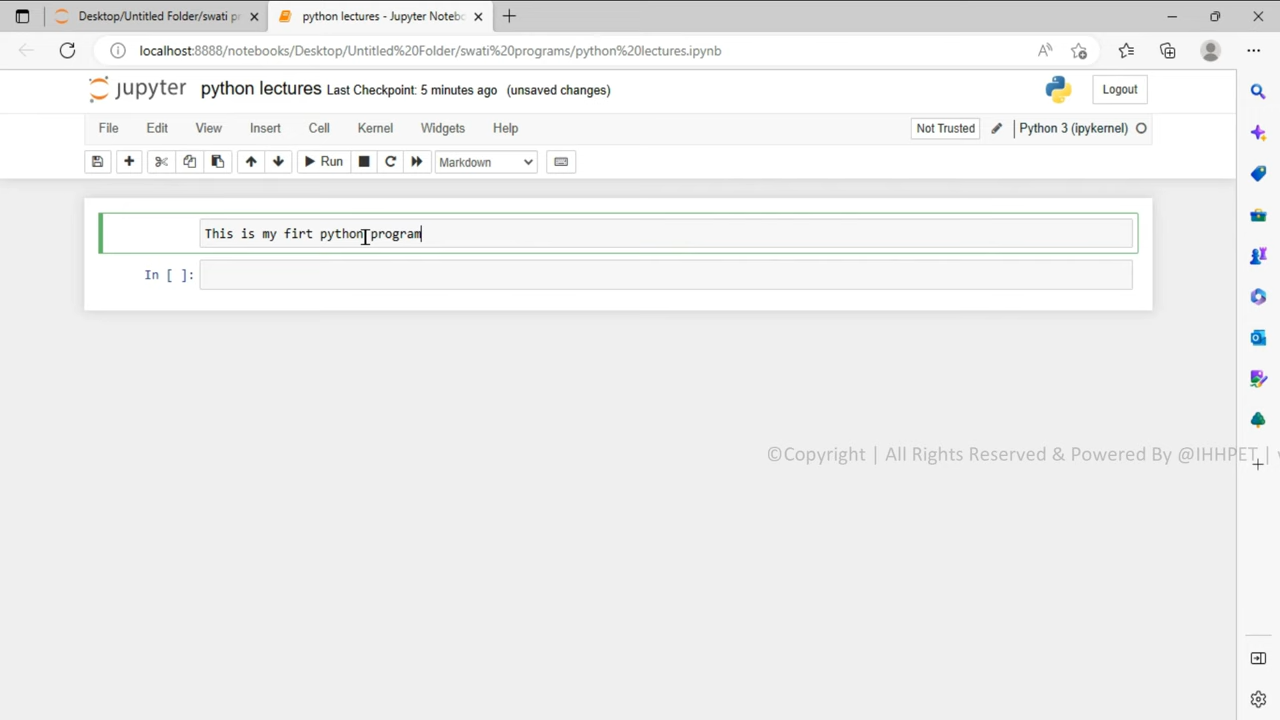 Desktop/Untitled Folder/swati pr
python lectures - Jupyter Notebo
localhost:8888/notebooks/Desktop/Untitled%20Folder/swati%20programs/python%20lectures.ipynb
jupyter python lectures Last Checkpoint: 5 minutes ago (unsaved changes)
Logout
File Edit View Insert Cell Kernel Widgets Help
Not Trusted
Python 3 (ipykernel)
Run
Markdown
This is my firt python program
In [ ]:
©Copyright | All Rights Reserved & Powered By @IHHPET |